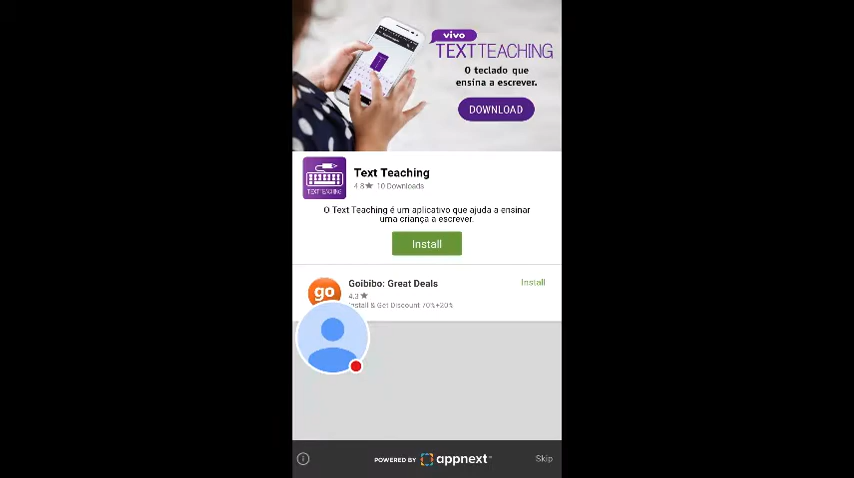 vivo
TEXTTEACHING
O teclado que
ensina a escrever.
DOWNLOAD
TEXT TEACHING
Text Teaching
4.8★ 10 Downloads
O Text Teaching é um aplicativo que ajuda a ensinar
uma criança a escrever.
Install
go
Goibibo: Great Deals
Install
4.3 ★
Install & Get Discount 70%+20%
POWERED BY appnext
Skip